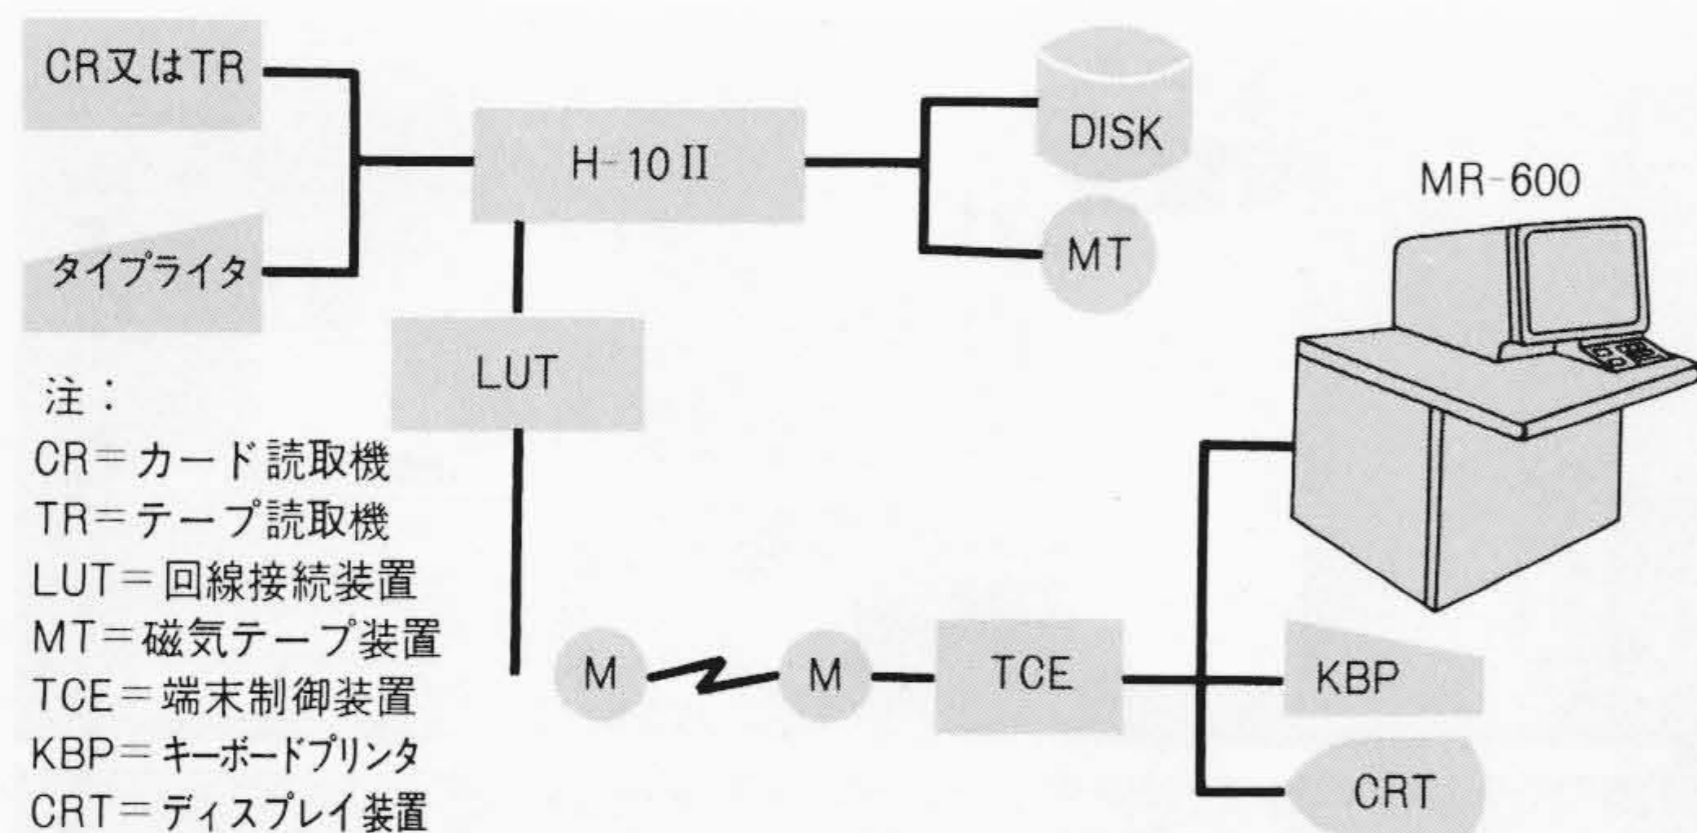 CR又はTR
H-10 II
DISK
MR-600
タイプライタ
MT
LUT
注：
CR＝カード読取機
TR＝テープ読取機
LUT＝回線接続装置
MT＝磁気テープ装置
TCE＝端末制御装置
KBP＝キーボードプリンタ
CRT＝ディスプレイ装置
M
M
TCE
KBP
CRT